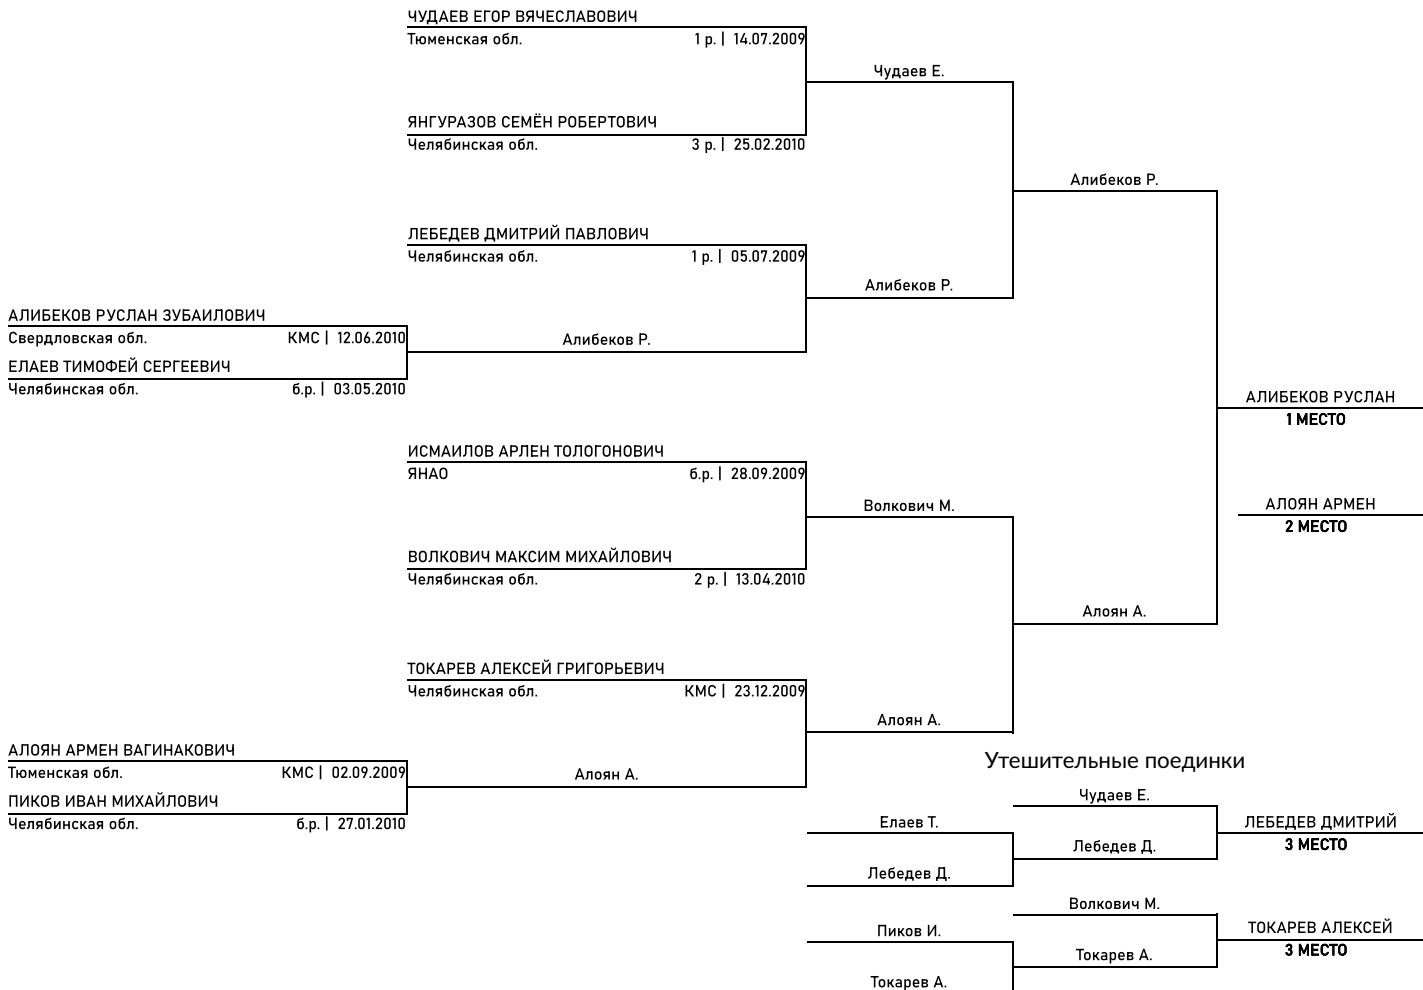 ЧУДАЕВ ЕГОР ВЯЧЕСЛАВОВИЧ
Тюменская обл. 1 р. | 14.07.2009
Чудаев Е.
ЯНГУРАЗОВ СЕМЁН РОБЕРТОВИЧ
Челябинская обл. 3 р. | 25.02.2010
Алибеков Р.
ЛЕБЕДЕВ ДМИТРИЙ ПАВЛОВИЧ
Челябинская обл. 1 р. | 05.07.2009
Алибеков Р.
АЛИБЕКОВ РУСЛАН ЗУБАИЛОВИЧ
Свердловская обл. КМС | 12.06.2010
Алибеков Р.
ЕЛАЕВ ТИМОФЕЙ СЕРГЕЕВИЧ
Челябинская обл. б.р. | 03.05.2010
АЛИБЕКОВ РУСЛАН
1 МЕСТО
ИСМАИЛОВ АРЛЕН ТОЛОГОНОВИЧ
ЯНАО б.р. | 28.09.2009
Волкович М.
АЛОЯН АРМЕН
2 МЕСТО
ВОЛКОВИЧ МАКСИМ МИХАЙЛОВИЧ
Челябинская обл. 2 р. | 13.04.2010
Алоян А.
ТОКАРЕВ АЛЕКСЕЙ ГРИГОРЬЕВИЧ
Челябинская обл. КМС | 23.12.2009
Алоян А.
АЛОЯН АРМЕН ВАГИНАКОВИЧ
Тюменская обл. КМС | 02.09.2009
Алоян А.
ПИКОВ ИВАН МИХАЙЛОВИЧ
Челябинская обл. б.р. | 27.01.2010
Утешительные поединки
Чудаев Е.
Елаев Т.
ЛЕБЕДЕВ ДМИТРИЙ
3 МЕСТО
Лебедев Д.
Лебедев Д.
Волкович М.
Пиков И.
ТОКАРЕВ АЛЕКСЕЙ
3 МЕСТО
Токарев А.
Токарев А.